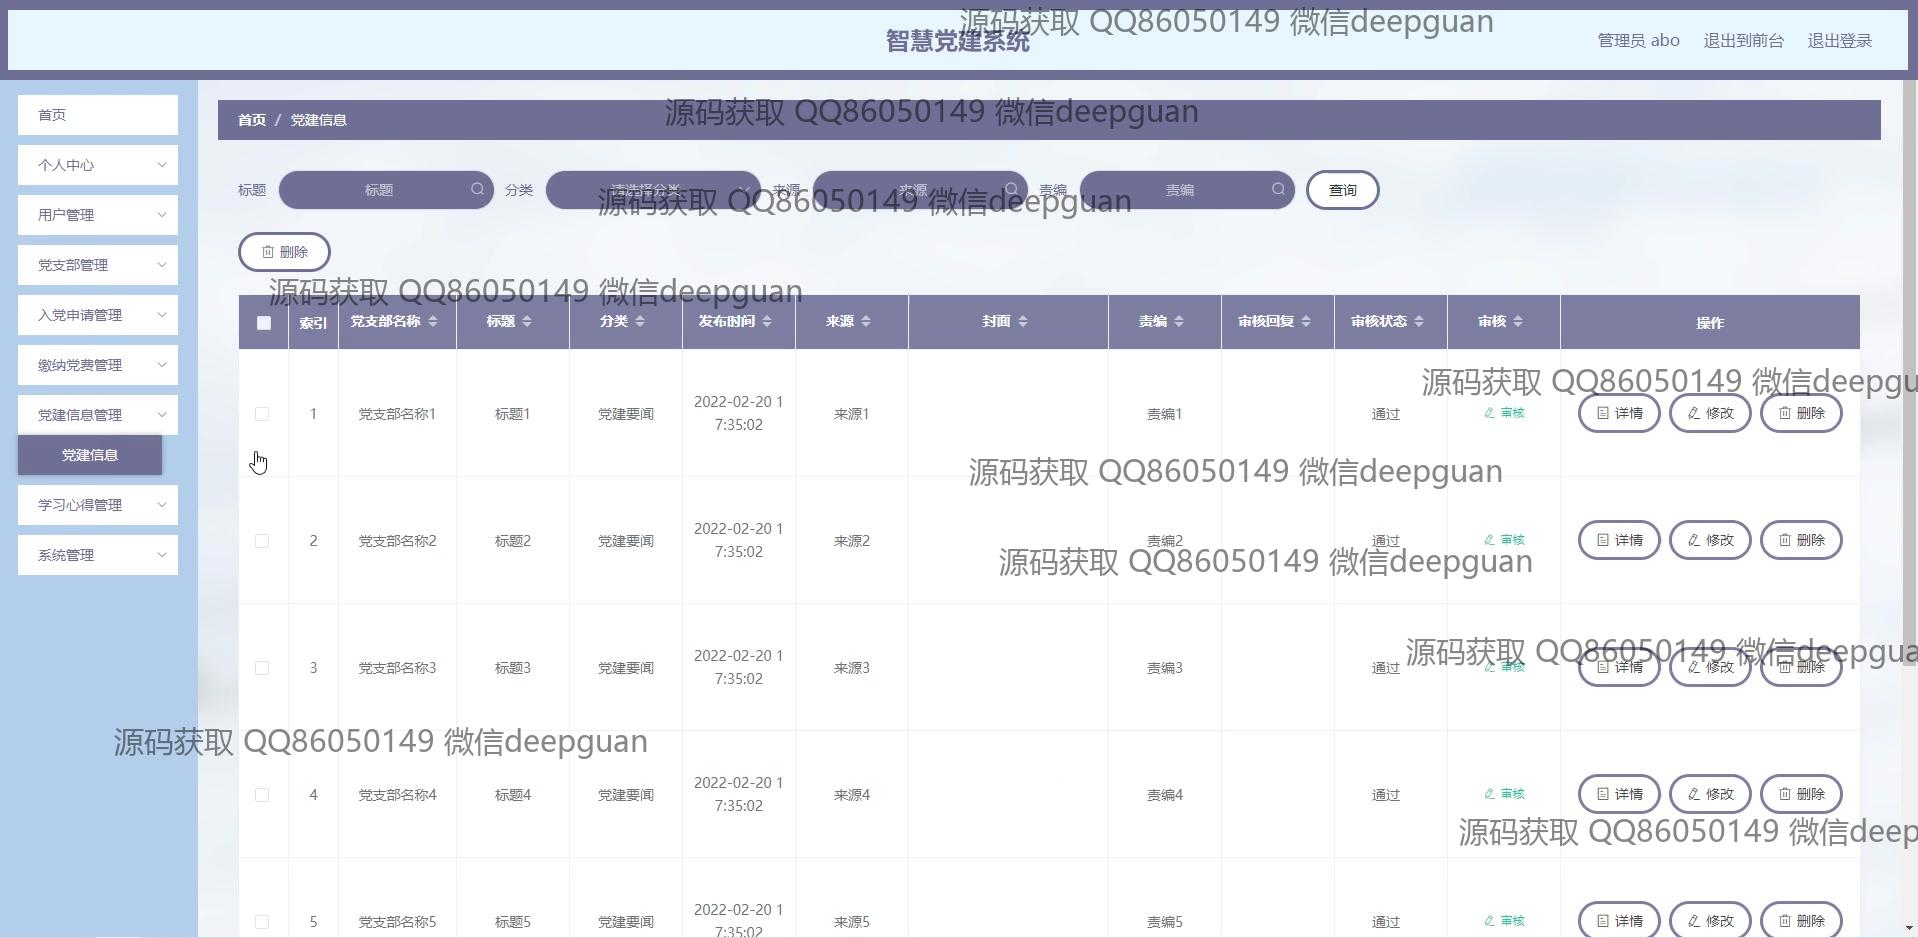 源码获取 QQ86050149 微信deepguan
智慧党建系统
管理员 abo
退出到前台
退出登录
首页
个人中心
用户管理
党支部管理
入党申请管理
缴纳党费管理
党建信息管理
党建信息
学习心得管理
系统管理
首页 / 党建信息
源码获取 QQ86050149 微信deepguan
标题 标题 分类 请选择分类 来源 来源 责编 责编 查询
源码获取 QQ86050149 微信deepguan
删除
源码获取 QQ86050149 微信deepguan
索引 党支部名称 标题 分类 发布时间 来源 封面 责编 审核回复 审核状态 审核 操作
源码获取 QQ86050149 微信deepgu
1 党支部名称1 标题1 党建要闻 2022-02-20 1 来源1 责编1 通过 审核 详情 修改 删除
7:35:02
源码获取 QQ86050149 微信deepguan
2 党支部名称2 标题2 党建要闻 2022-02-20 1 来源2 责编2 通过 审核 详情 修改 删除
7:35:02
源码获取 QQ86050149 微信deepguan
源码获取 QQ86050149 微信deepgua
3 党支部名称3 标题3 党建要闻 2022-02-20 1 来源3 责编3 通过 审核 详情 修改 删除
7:35:02
源码获取 QQ86050149 微信deepguan
4 党支部名称4 标题4 党建要闻 2022-02-20 1 来源4 责编4 通过 审核 详情 修改 删除
7:35:02
源码获取 QQ86050149 微信deep
5 党支部名称5 标题5 党建要闻 2022-02-20 1 来源5 责编5 通过 审核 详情 修改 删除
7:35:02